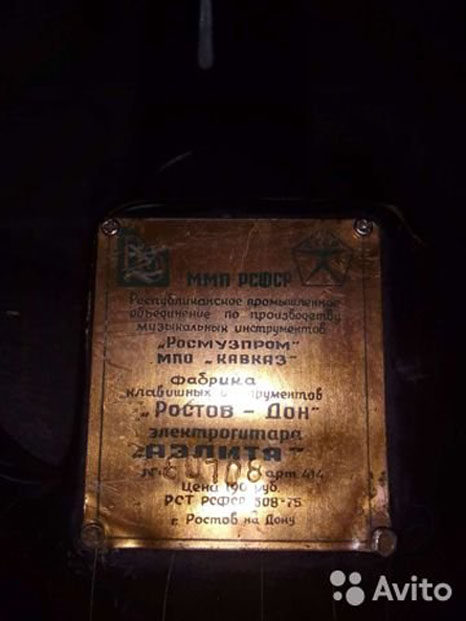 ММП РСФСР
Республиканское промышленное
объединение по производству
музыкальных инструментов
„Росмузпром"
МПО „КАВКАЗ"
Фабрика
клавишных инструментов
„Ростов – Дон"
электрогитара
"АЭЛИТА"
арт 414
Цена 190 руб.
РСТ РСФСР 508-75
г. Ростов на Дону
Avito